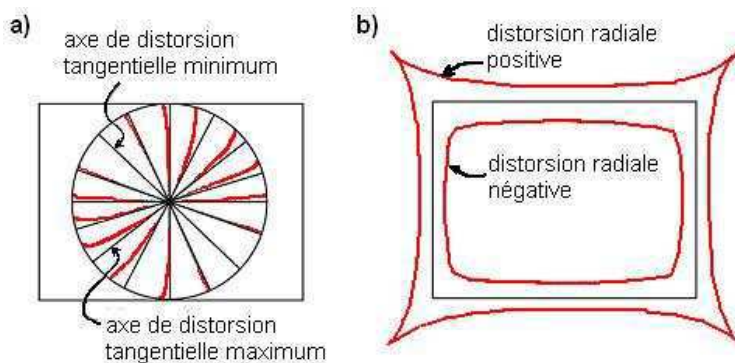 a)
axe de distorsion
tangentielle minimum
axe de distorsion
tangentielle maximum
b)
distorsion radiale
positive
distorsion radiale
négative